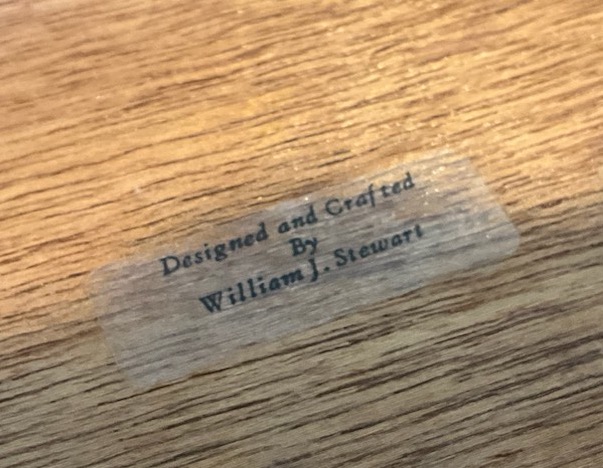 Designed and Crafted
By
William J. Stewart